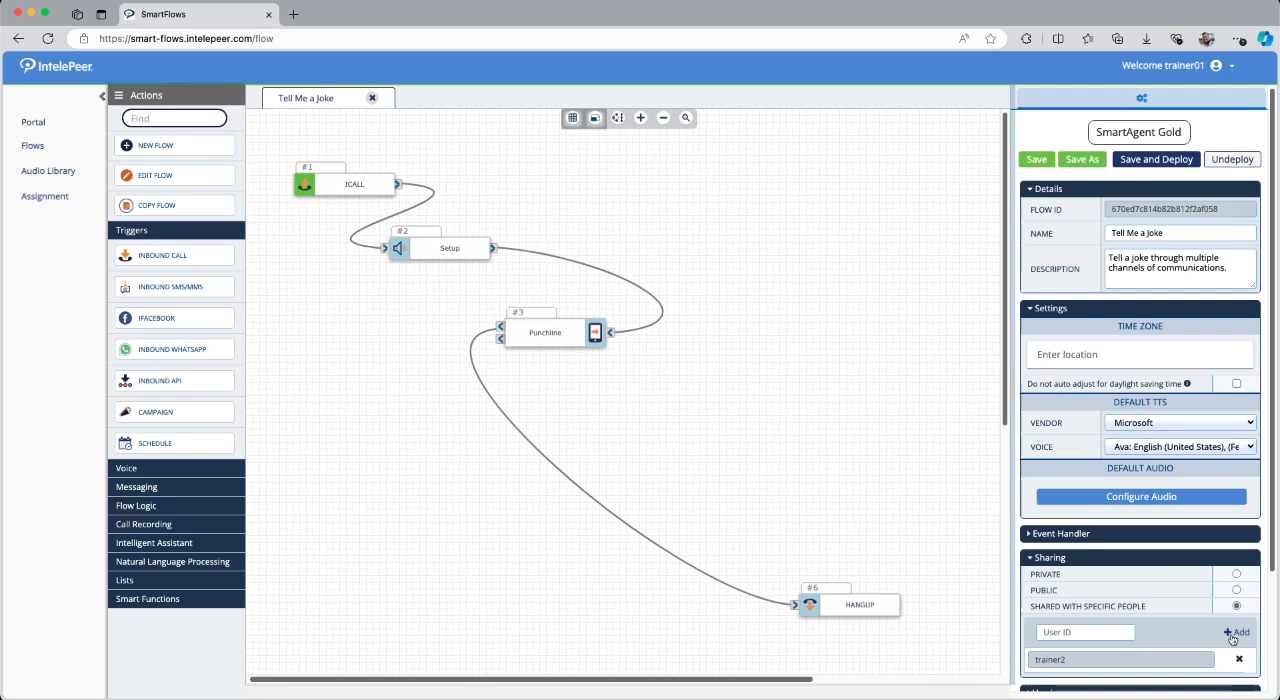 SmartFlows
https://smart-flows.intelepeer.com/flow
IntelePeer
Welcome trainer01
Portal
Flows
Audio Library
Assignment
Actions
Find
NEW FLOW
EDIT FLOW
COPY FLOW
Triggers
INBOUND CALL
INBOUND SMS/MMS
IFACEBOOK
INBOUND WHATSAPP
INBOUND API
CAMPAIGN
SCHEDULE
Voice
Messaging
Flow Logic
Call Recording
Intelligent Assistant
Natural Language Processing
Lists
Smart Functions
Tell Me a Joke
#1
ICALL
#2
Setup
#3
Punchline
#6
HANGUP
SmartAgent Gold
Save
Save As
Save and Deploy
Undeploy
Details
FLOW ID
670ed7c814b82b812f2af058
NAME
Tell Me a Joke
DESCRIPTION
Tell a joke through multiple
channels of communications.
Settings
TIME ZONE
Enter location
Do not auto adjust for daylight saving time
DEFAULT TTS
VENDOR
Microsoft
VOICE
Ava: English (United States), (Fe
DEFAULT AUDIO
Configure Audio
Event Handler
Sharing
PRIVATE
PUBLIC
SHARED WITH SPECIFIC PEOPLE
User ID
+Add
trainer2